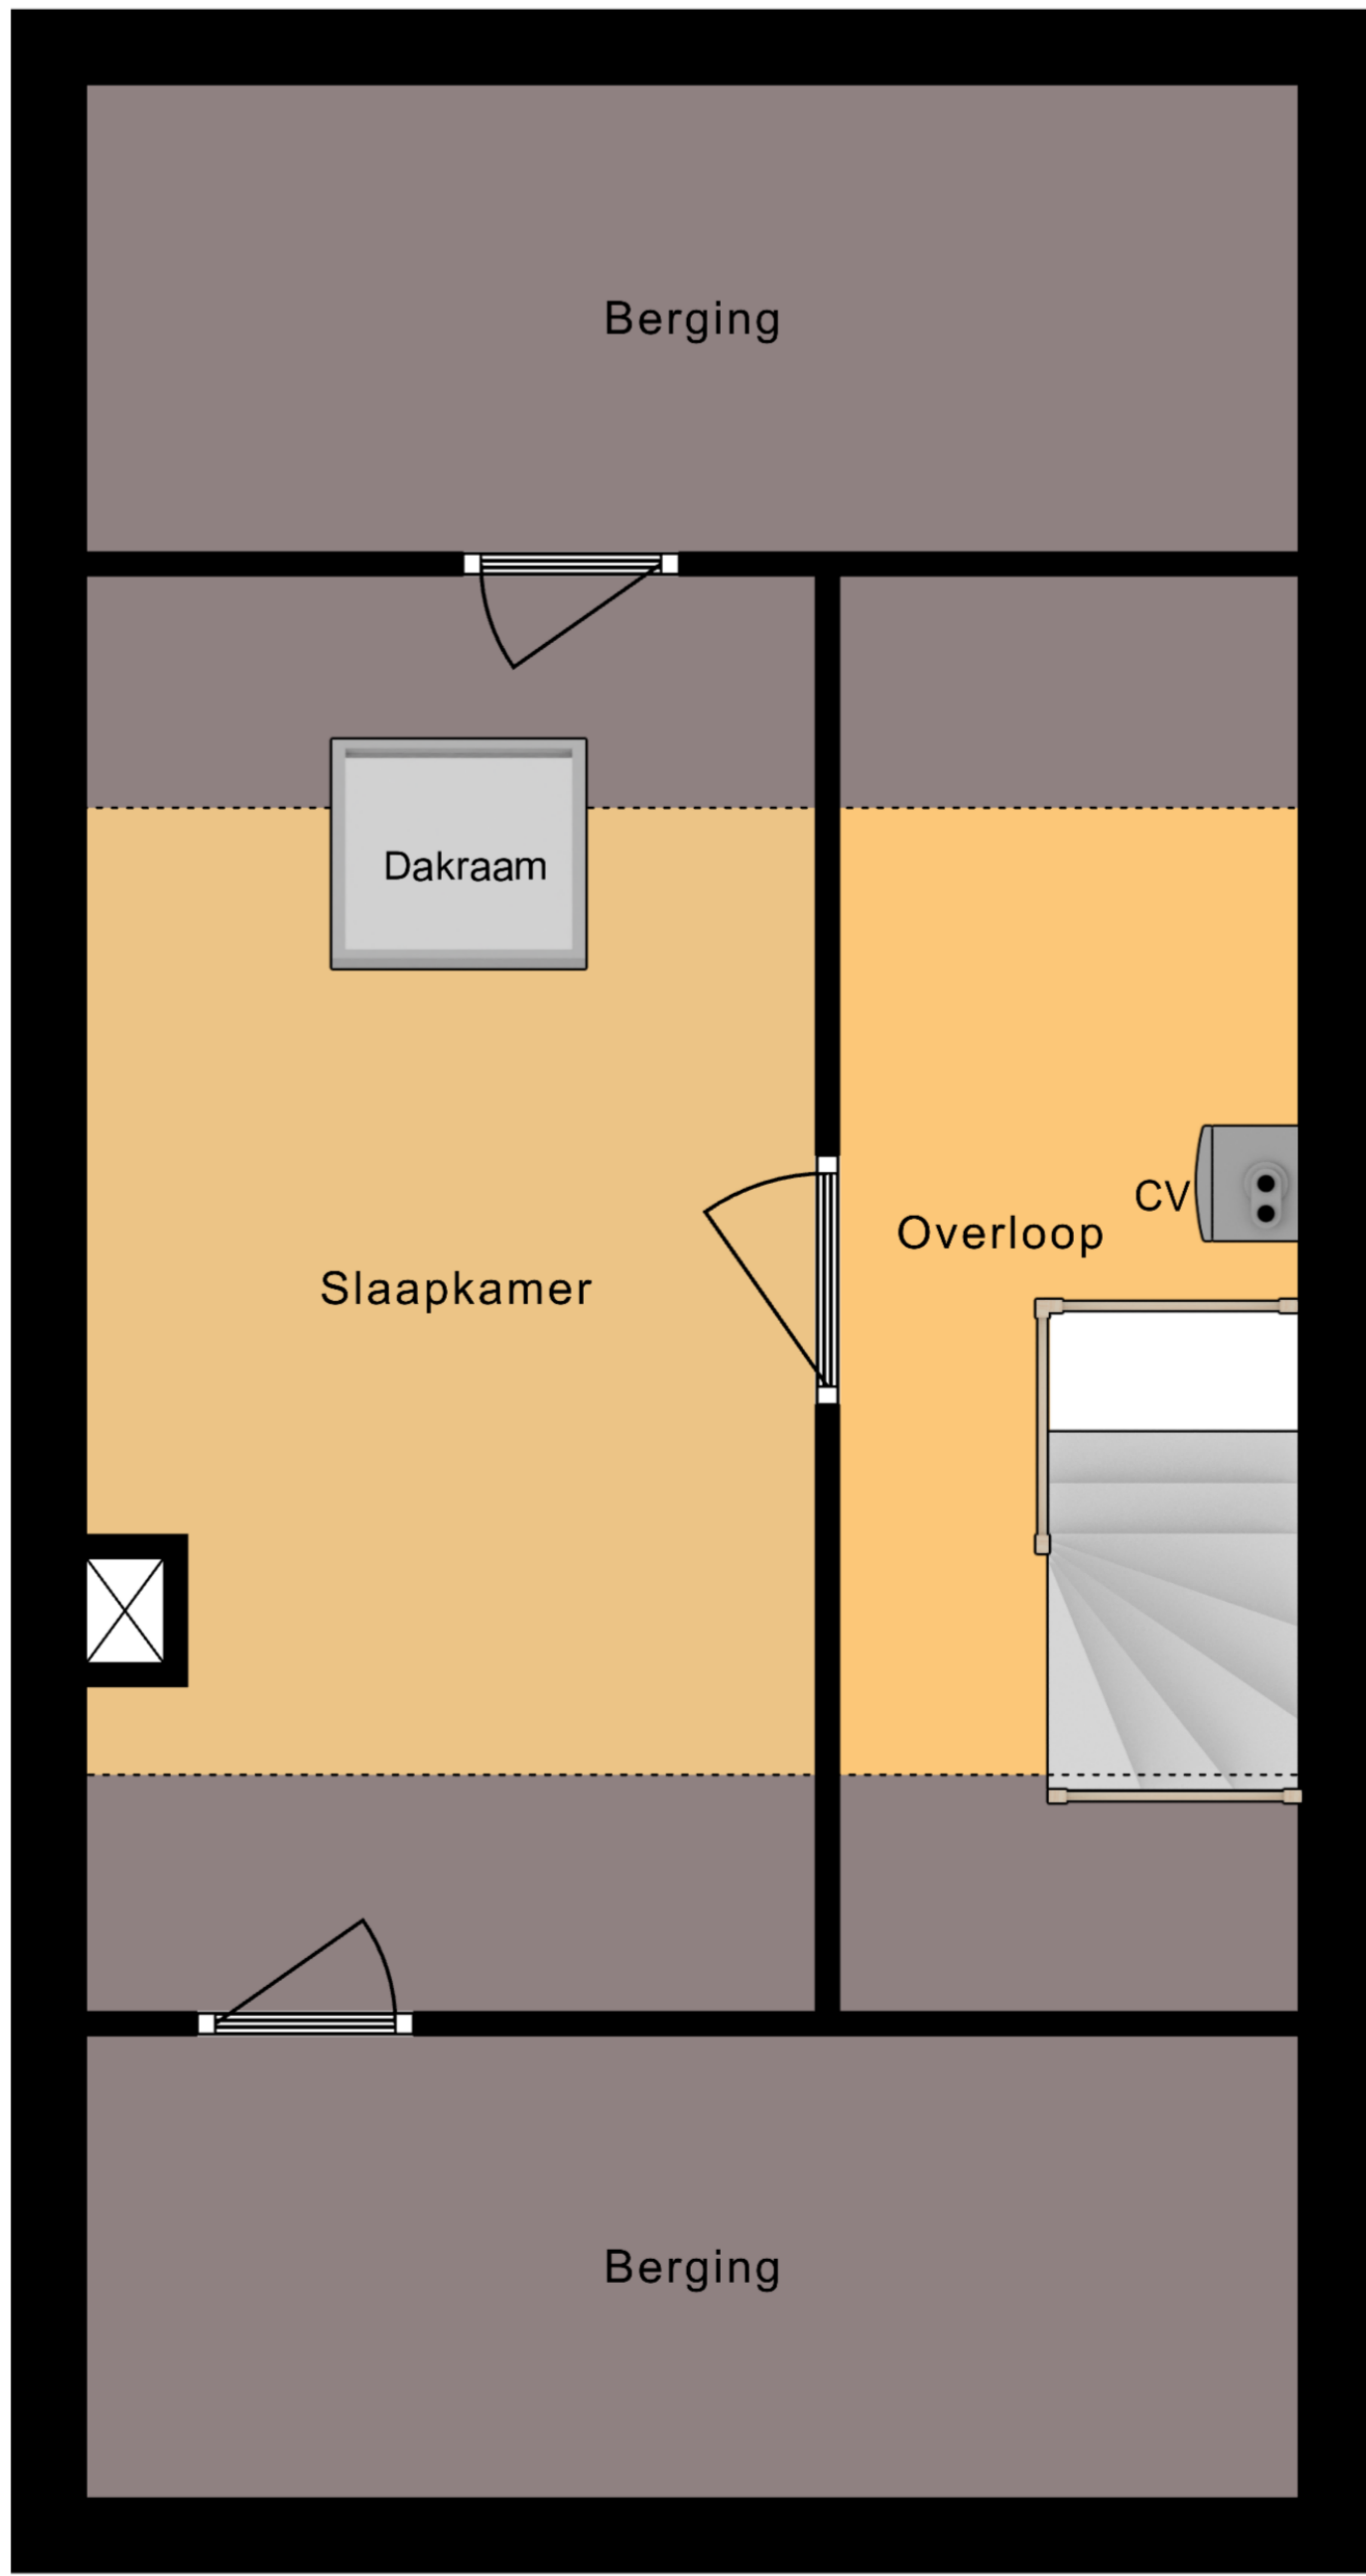 Berging
Dakraam
CV
Overloop
Slaapkamer
Berging